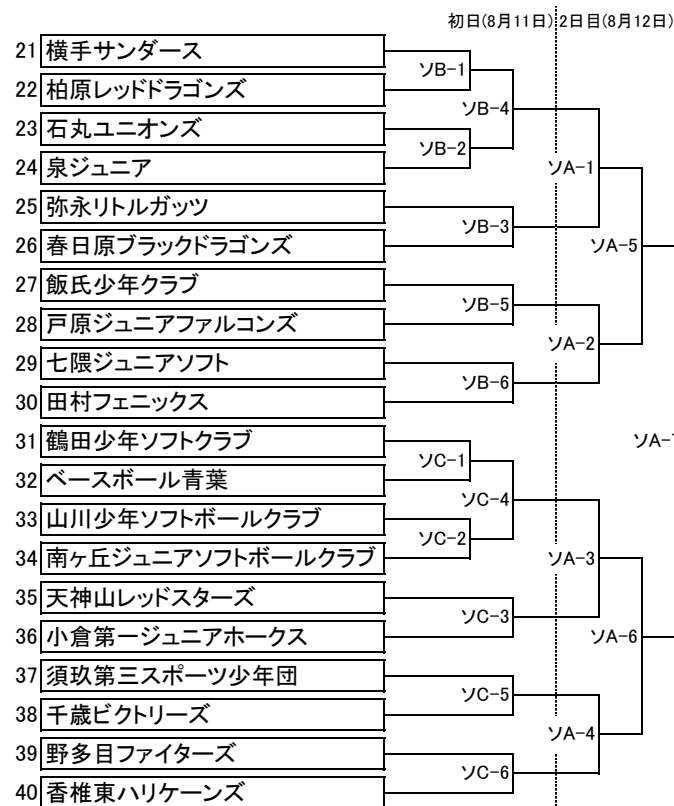 初日(8月11日) 2日目(8月12日)
21 横手サンダース
ソB-1
22 柏原レッドドラゴンズ
ソB-4
23 石丸ユニオンズ
ソB-2
24 泉ジュニア
ソA-1
25 弥永リトルガッツ
ソB-3
26 春日原ブラックドラゴンズ
ソA-5
27 飯氏少年クラブ
ソB-5
28 戸原ジュニアファルコンズ
ソA-2
29 七隈ジュニアソフト
ソB-6
30 田村フェニックス
31 鶴田少年ソフトクラブ
ソA-
ソC-1
32 ベースボール青葉
ソC-4
33 山川少年ソフトボールクラブ
ソC-2
34 南ヶ丘ジュニアソフトボールクラブ
ソA-3
35 天神山レッドスターズ
ソC-3
36 小倉第一ジュニアホークス
ソA-6
37 須玖第三スポーツ少年団
ソC-5
38 千歳ビクトリーズ
ソA-4
39 野多目ファイターズ
ソC-6
40 香椎東ハリケーンズ